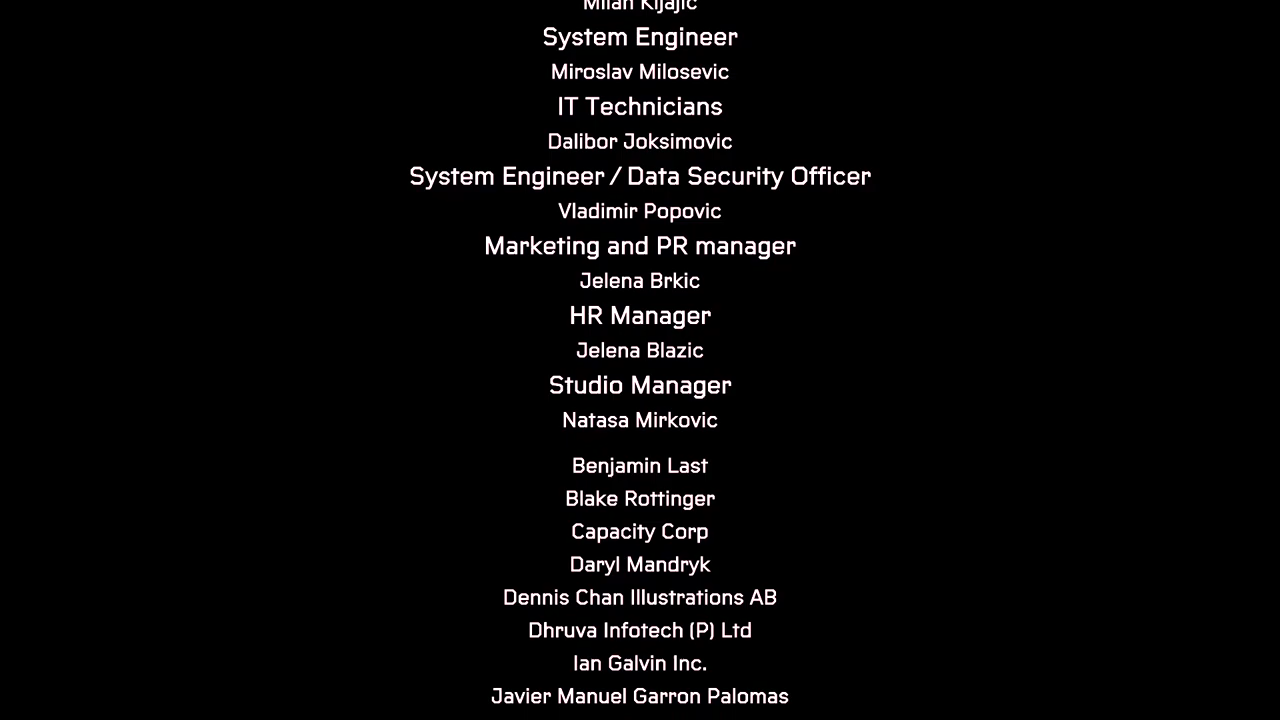 Milan Kljajic
System Engineer
Miroslav Milosevic
IT Technicians
Dalibor Joksimovic
System Engineer / Data Security Officer
Vladimir Popovic
Marketing and PR manager
Jelena Brkic
HR Manager
Jelena Blazic
Studio Manager
Natasa Mirkovic
Benjamin Last
Blake Rottinger
Capacity Corp
Daryl Mandryk
Dennis Chan Illustrations AB
Dhruva Infotech (P) Ltd
Ian Galvin Inc.
Javier Manuel Garron Palomas